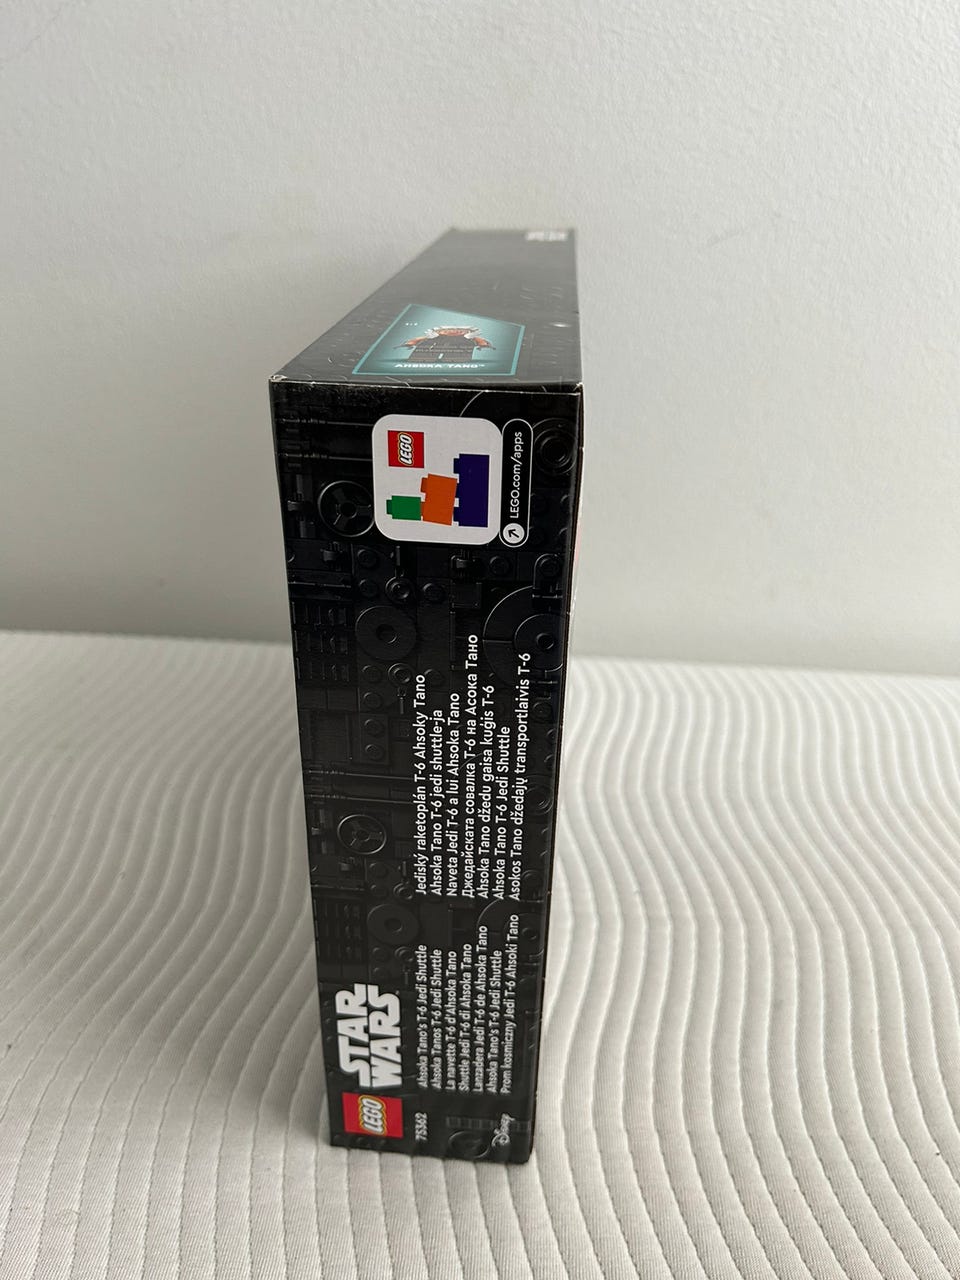 AHSOKA TANO™
LEGO
LEGO.com/apps
LEGO
STAR
WARS
75362
Disney
Ahsoka Tano's T-6 Jedi Shuttle
Ahsoka Tanos T-6 Jedi Shuttle
La navette T-6 d'Ahsoka Tano
Shuttle Jedi T-6 di Ahsoka Tano
Lanzadera Jedi T-6 de Ahsoka Tano
Ahsoka Tano's T-6 Jedi Shuttle
Prom kosmiczny Jedi T-6 Ahsoki Tano
Jediský raketoplán T-6 Ahsoky Tano
Ahsoka Tano T-6 jedi shuttle-ja
Naveta Jedi T-6 a lui Ahsoka Tano
Джедайската совалка Т-6 на Асока Тано
Ahsoka Tano džedu gaisa kuģis T-6
Ahsoka Tano T-6 Jedi Shuttle
Asokos Tano džedajų transportlaivis T-6